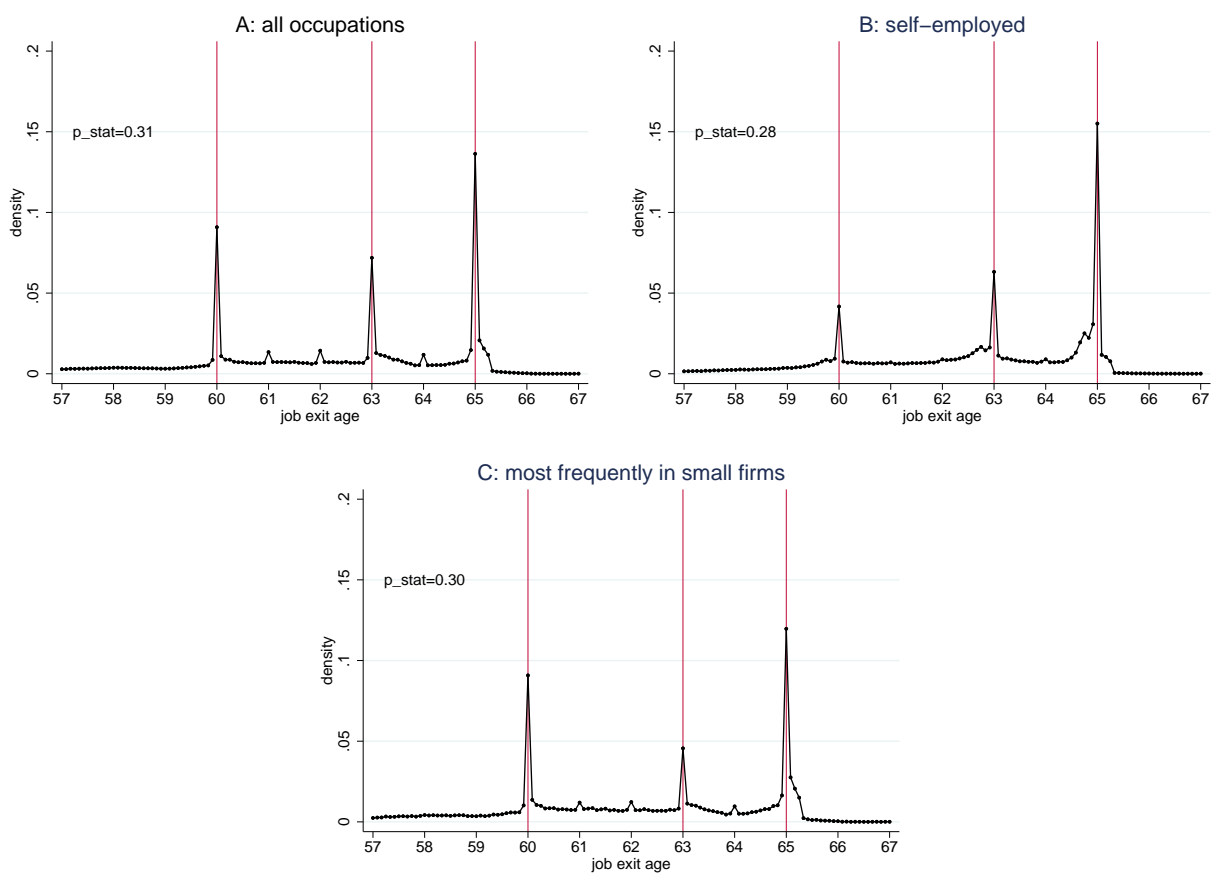 A: all occupations
.2
.15
.1
.05
0
density
p_stat=0.31
57 58 59 60 61 62 63 64 65 66 67
job exit age
B: self−employed
.2
.15
.1
.05
0
density
p_stat=0.28
57 58 59 60 61 62 63 64 65 66 67
job exit age
C: most frequently in small firms
.2
.15
.1
.05
0
density
p_stat=0.30
57 58 59 60 61 62 63 64 65 66 67
job exit age